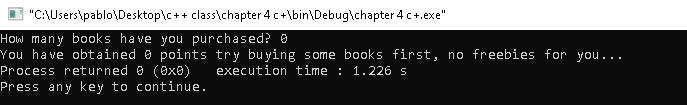 "C:\Users\pablo\Desktop\c++ class\chapter 4 c+\bin\Debug\chapter 4 c+.exe"
How many books have you purchased? 0
You have obtained 0 points try buying some books first, no freebies for you...
Process returned 0 (0x0)   execution time : 1.226 s
Press any key to continue.